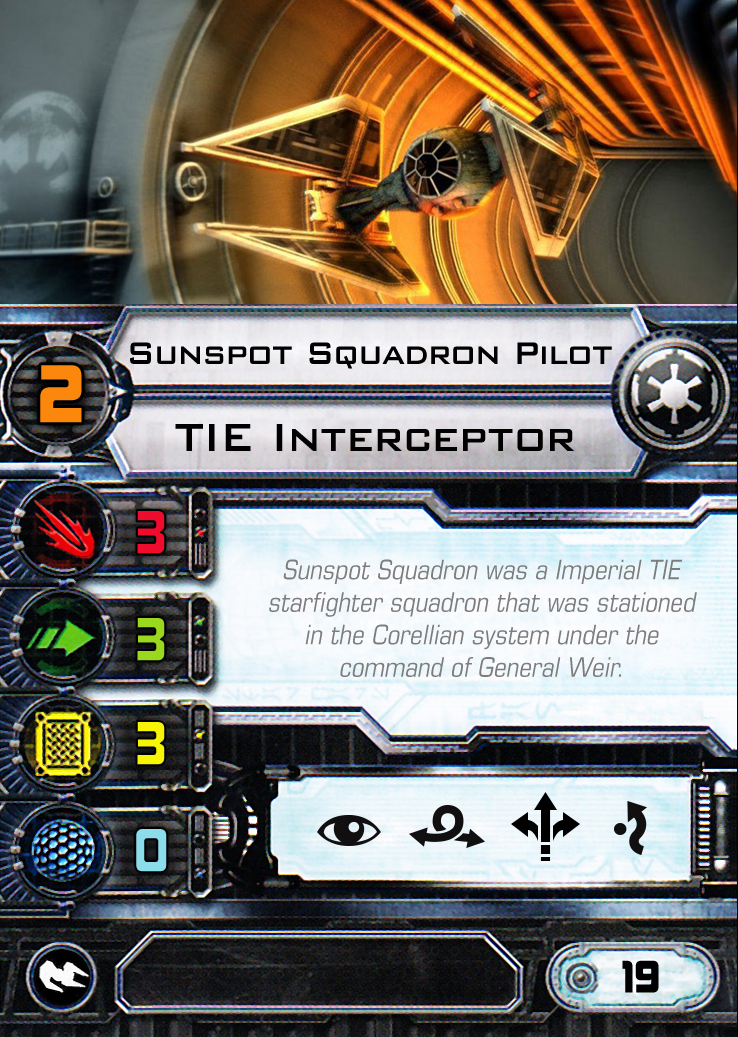 Sunspot Squadron Pilot
2
TIE Interceptor
3
Sunspot Squadron was a Imperial TIE
starfighter squadron that was stationed
in the Corellian system under the
command of General Weir.
3
3
0
19